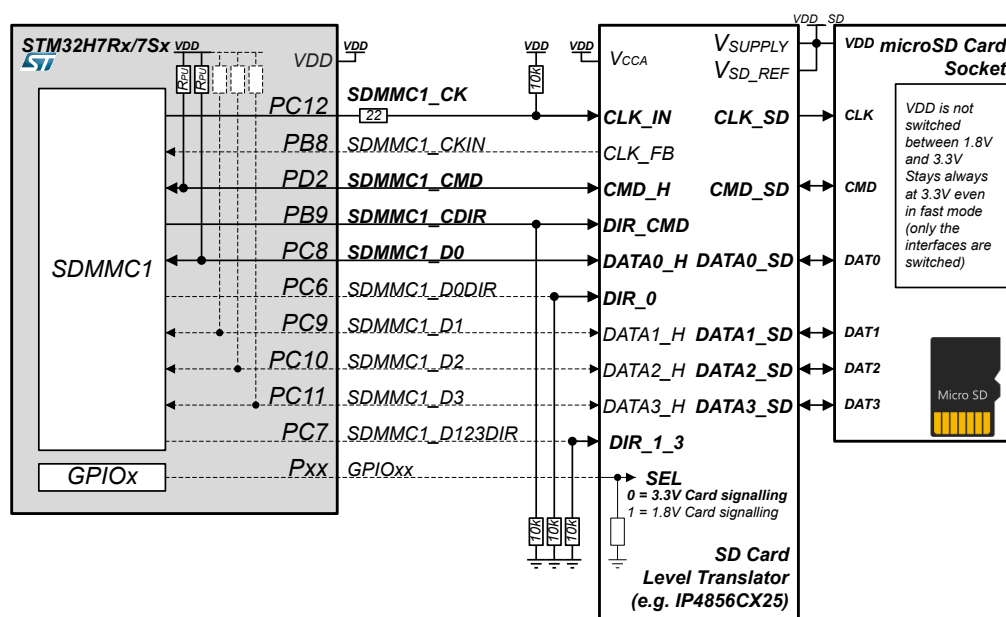 VDD SD
STM32H7Rx/7Sx
ST
VDD
VDD
VDD
VDD
VDD
VCCA
VSUPPLY
VSD_REF
VDD
microSD Card
Socket
RPU
RPU
10k
PC12
SDMMC1_CK
22
CLK_IN
CLK_SD
CLK
PB8
SDMMC1_CKIN
CLK_FB
PD2
SDMMC1_CMD
CMD_H
CMD_SD
CMD
PB9
SDMMC1_CDIR
DIR_CMD
SDMMC1
PC8
SDMMC1_D0
DATA0_H
DATA0_SD
DAT0
PC6
SDMMC1_D0DIR
DIR_0
PC9
SDMMC1_D1
DATA1_H
DATA1_SD
DAT1
PC10
SDMMC1_D2
DATA2_H
DATA2_SD
DAT2
PC11
SDMMC1_D3
DATA3_H
DATA3_SD
DAT3
PC7
SDMMC1_D123DIR
DIR_1_3
GPIOx
Pxx
GPIOxx
SEL
0 = 3.3V Card signalling
1 = 1.8V Card signalling
10k
10k
10k
SD Card
Level Translator
(e.g. IP4856CX25)
VDD is not
switched
between 1.8V
and 3.3V
Stays always
at 3.3V even
in fast mode
(only the
interfaces are
switched)
Micro SD